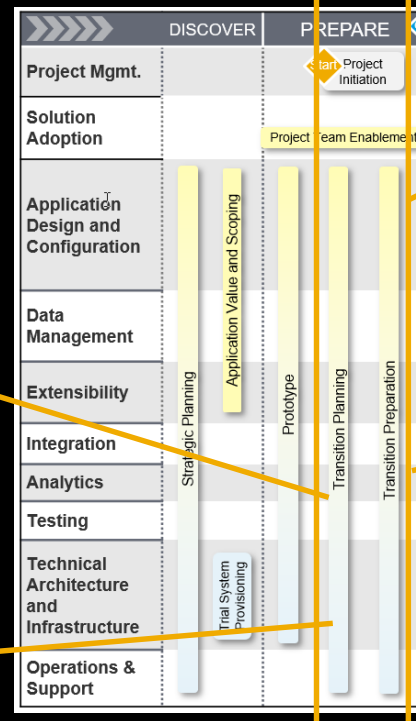 DISCOVER
PREPARE
Project Mgmt.
Start
Project
Initiation
Solution
Adoption
Project Team Enablement
Application
Design and
Configuration
Data
Management
Extensibility
Integration
Analytics
Testing
Technical
Architecture
and
Infrastructure
Operations &
Support
Strategic Planning
Application Value and Scoping
Trial System
Provisioning
Prototype
Transition Planning
Transition Preparation